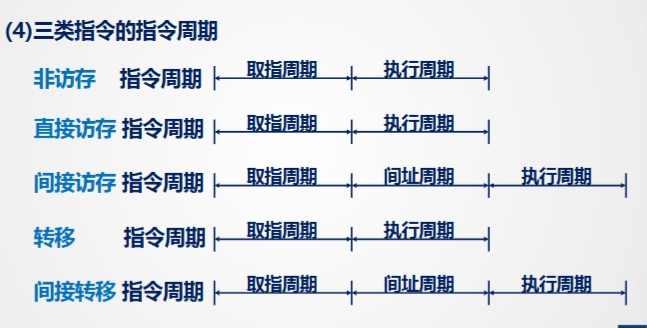 (4)三类指令的指令周期
非访存 指令周期 取指周期 执行周期
直接访存 指令周期 取指周期 执行周期
间接访存 指令周期 取指周期 间址周期 执行周期
转移 指令周期 取指周期 执行周期
间接转移 指令周期 取指周期 间址周期 执行周期